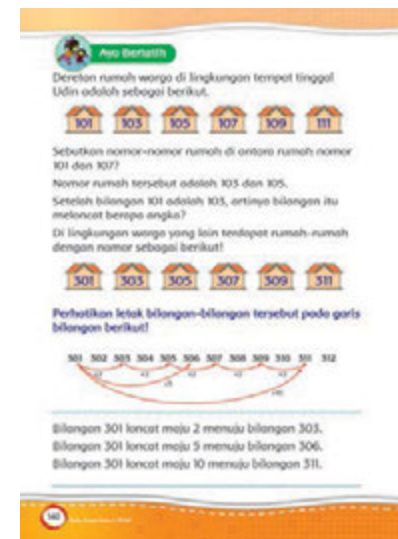 Ayo Berlatih
Deretan rumah warga di lingkungan tempat tinggal
Udin adalah sebagai berikut.
101 103 105 107 109 111
Sebutkan nomor-nomor rumah di antara rumah nomor
101 dan 107?
Nomor rumah tersebut adalah 103 dan 105.
Setelah bilangan 101 adalah 103, artinya bilangan itu
meloncat berapa angka?
Di lingkungan warga yang lain terdapat rumah-rumah
dengan nomor sebagai berikut!
301 303 305 307 309 311
Perhatikan letak bilangan-bilangan tersebut pada garis
bilangan berikut!
301 302 303 304 305 306 307 308 309 310 311 312
Bilangan 301 loncat maju 2 menuju bilangan 303.
Bilangan 301 loncat maju 5 menuju bilangan 306.
Bilangan 301 loncat maju 10 menuju bilangan 311.